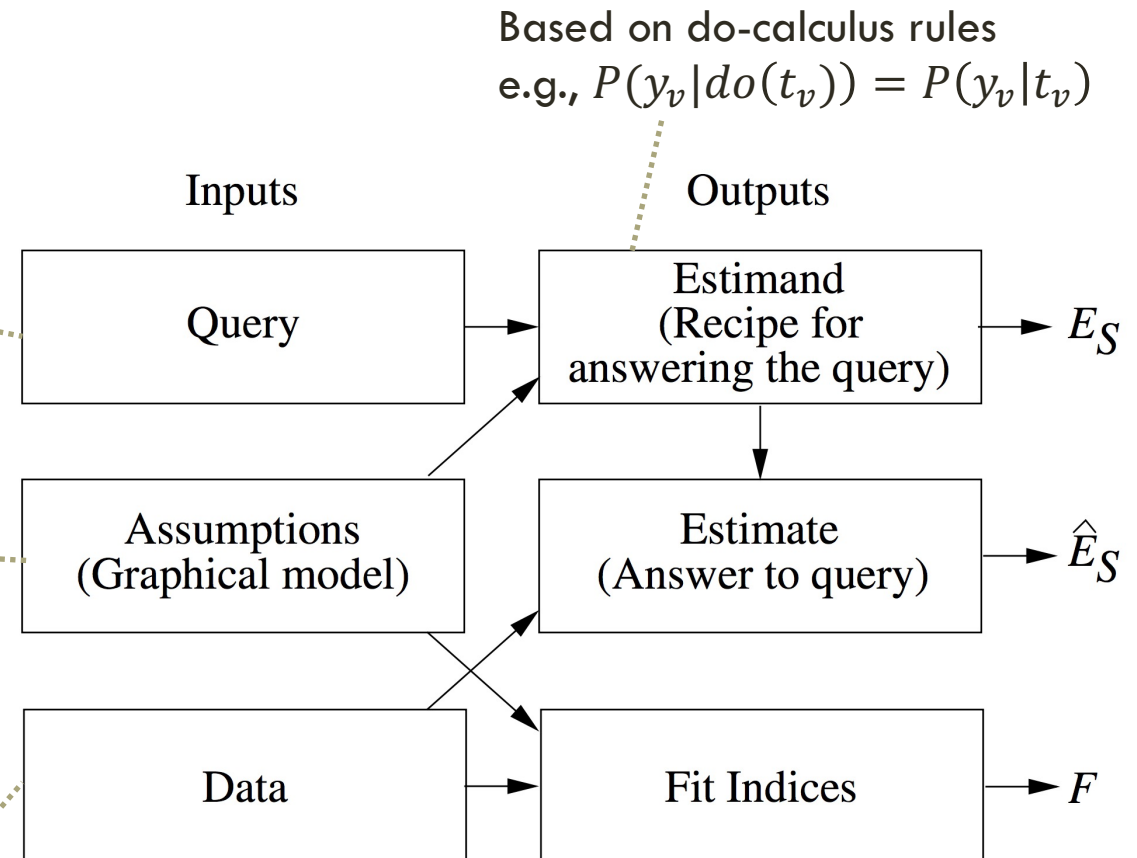 Based on do-calculus rules
e.g., P(y_v|do(t_v)) = P(y_v|t_v)
Inputs
Outputs
Query
Estimand
(Recipe for
answering the query)
E_S
Assumptions
(Graphical model)
Estimate
(Answer to query)
Ê_S
Data
Fit Indices
F